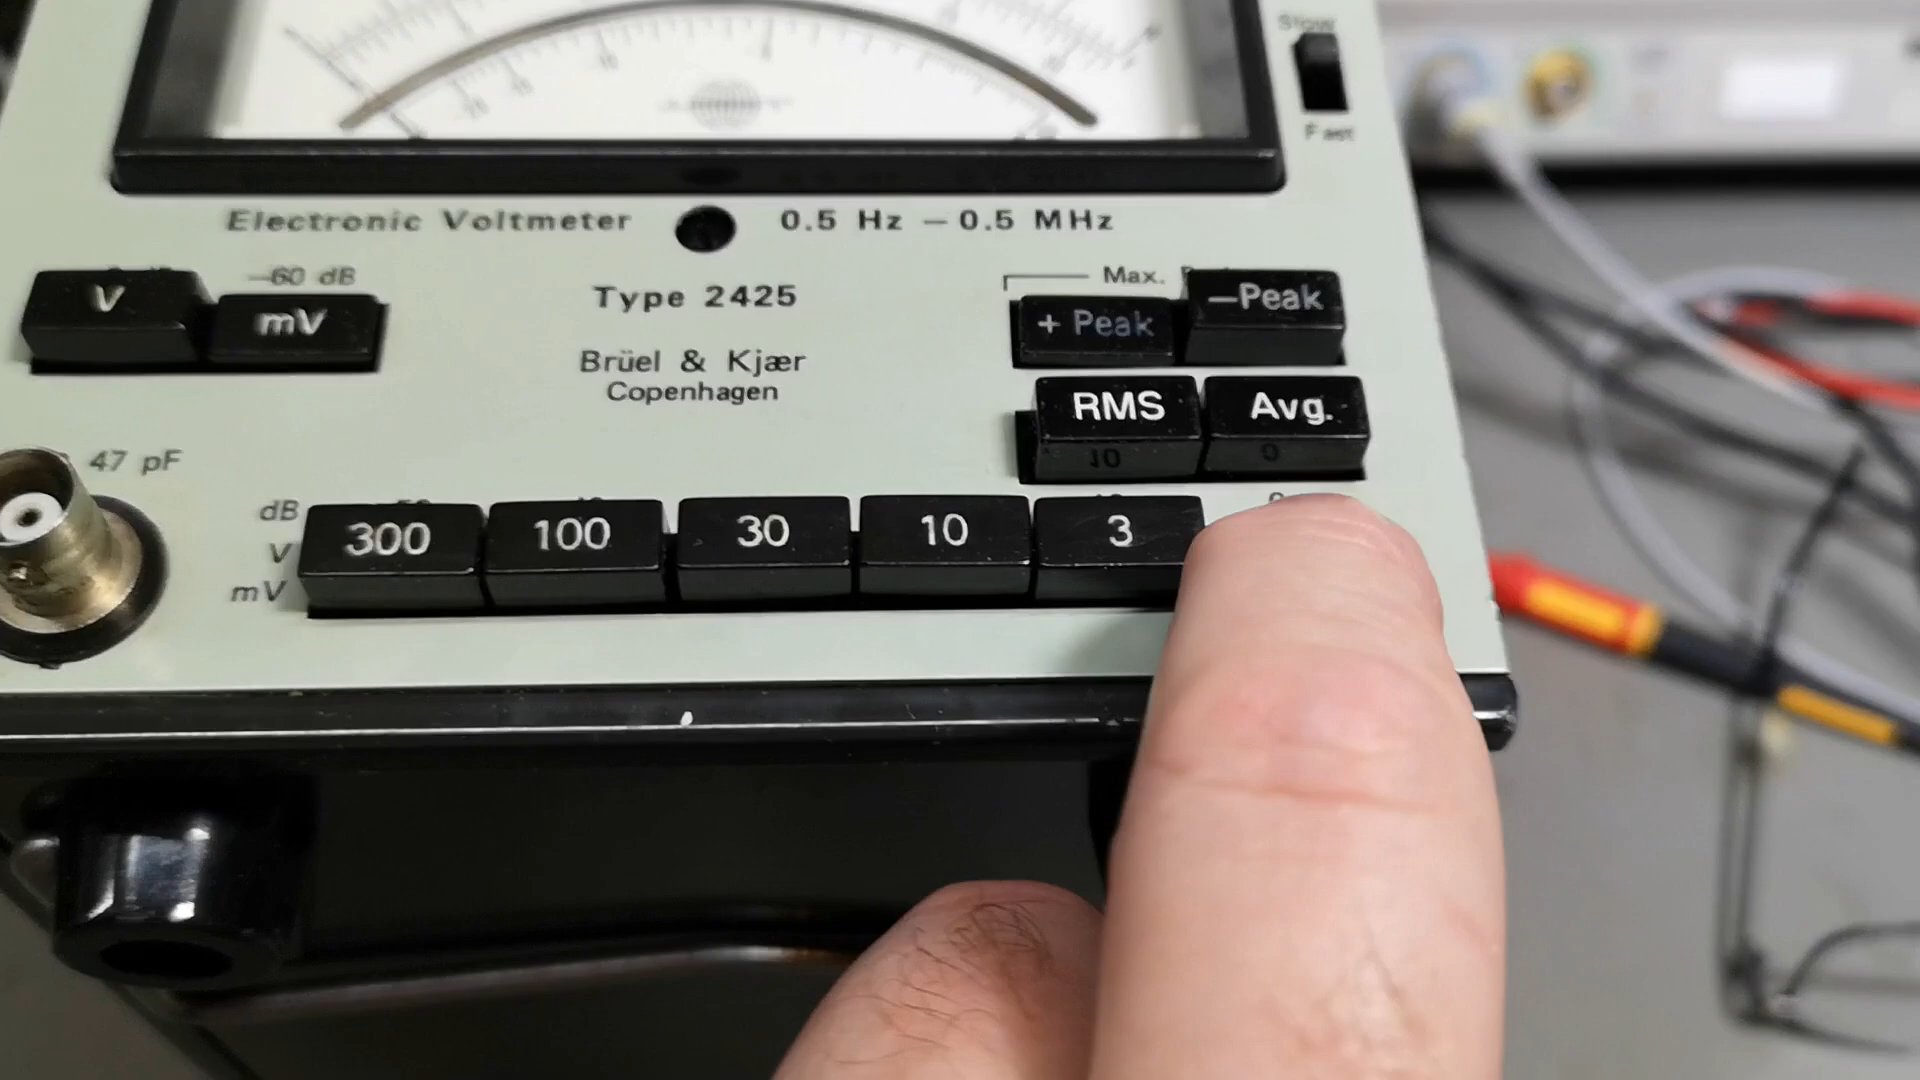 Slow
Fast
Electronic Voltmeter 0.5 Hz – 0.5 MHz
–60 dB
V mV
Type 2425
Brüel & Kjær
Copenhagen
Max.
+ Peak –Peak
RMS Avg.
10 0
47 pF
dB
V
mV
300 100 30 10 3